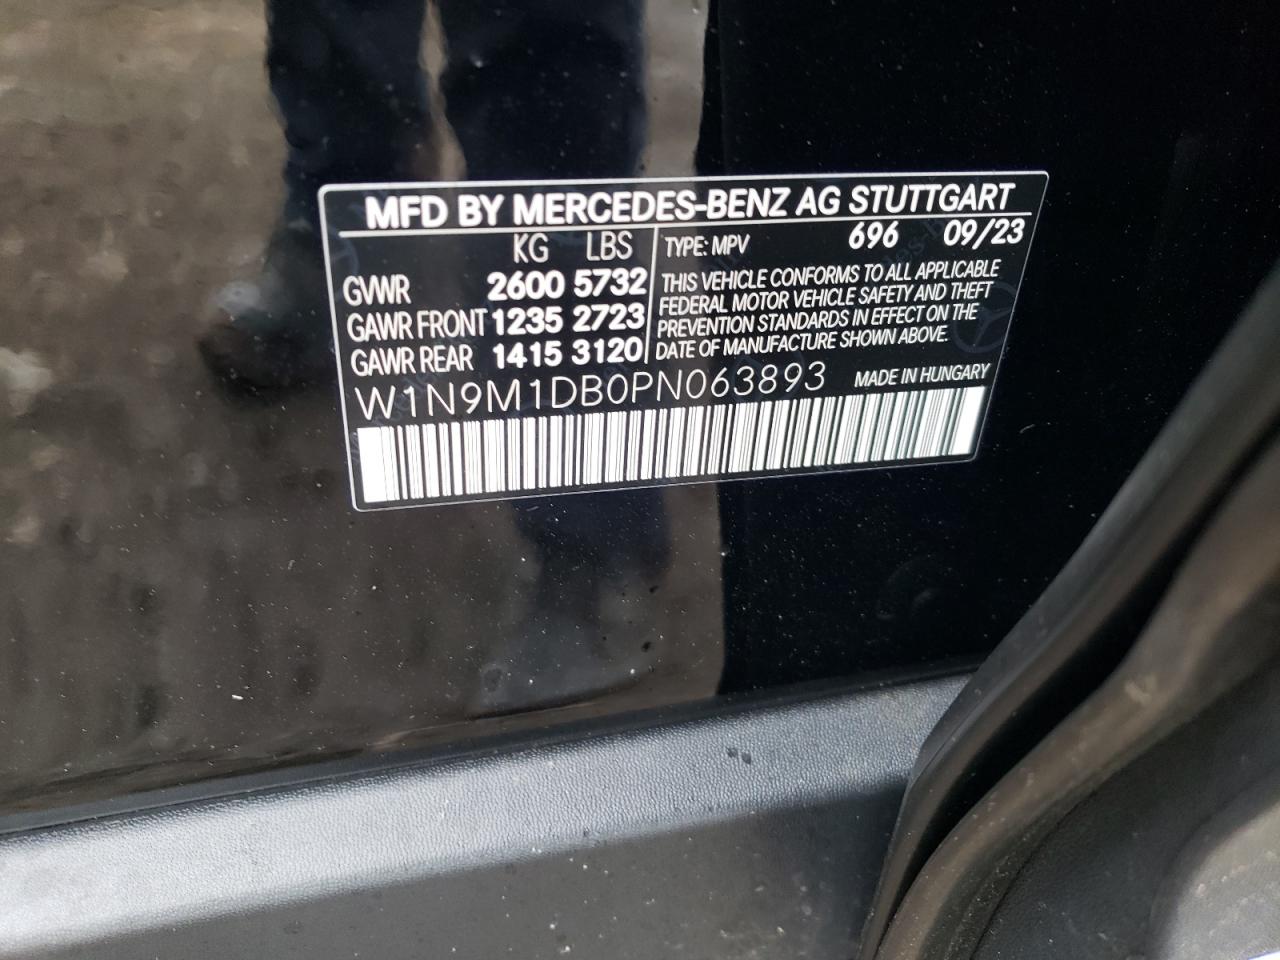 MFD BY MERCEDES-BENZ AG STUTTGART
KG LBS
GVWR 2600 5732
GAWR FRONT 1235 2723
GAWR REAR 1415 3120
TYPE: MPV 696 09/23
THIS VEHICLE CONFORMS TO ALL APPLICABLE
FEDERAL MOTOR VEHICLE SAFETY AND THEFT
PREVENTION STANDARDS IN EFFECT ON THE
DATE OF MANUFACTURE SHOWN ABOVE.
W1N9M1DB0PN063893 MADE IN HUNGARY